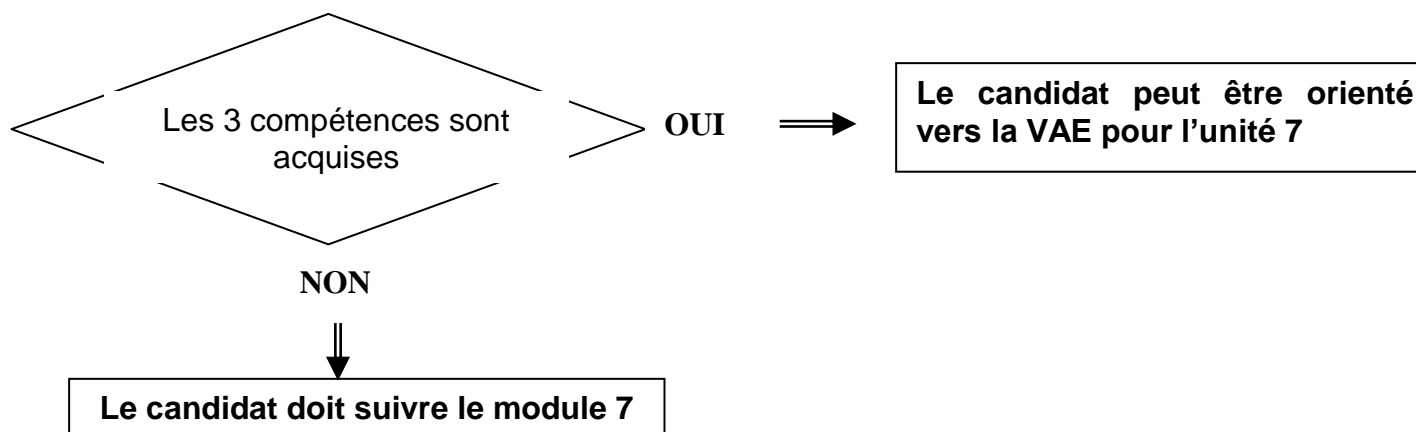 Les 3 compétences sont
acquises
OUI
Le candidat peut être orienté
vers la VAE pour l’unité 7
NON
Le candidat doit suivre le module 7